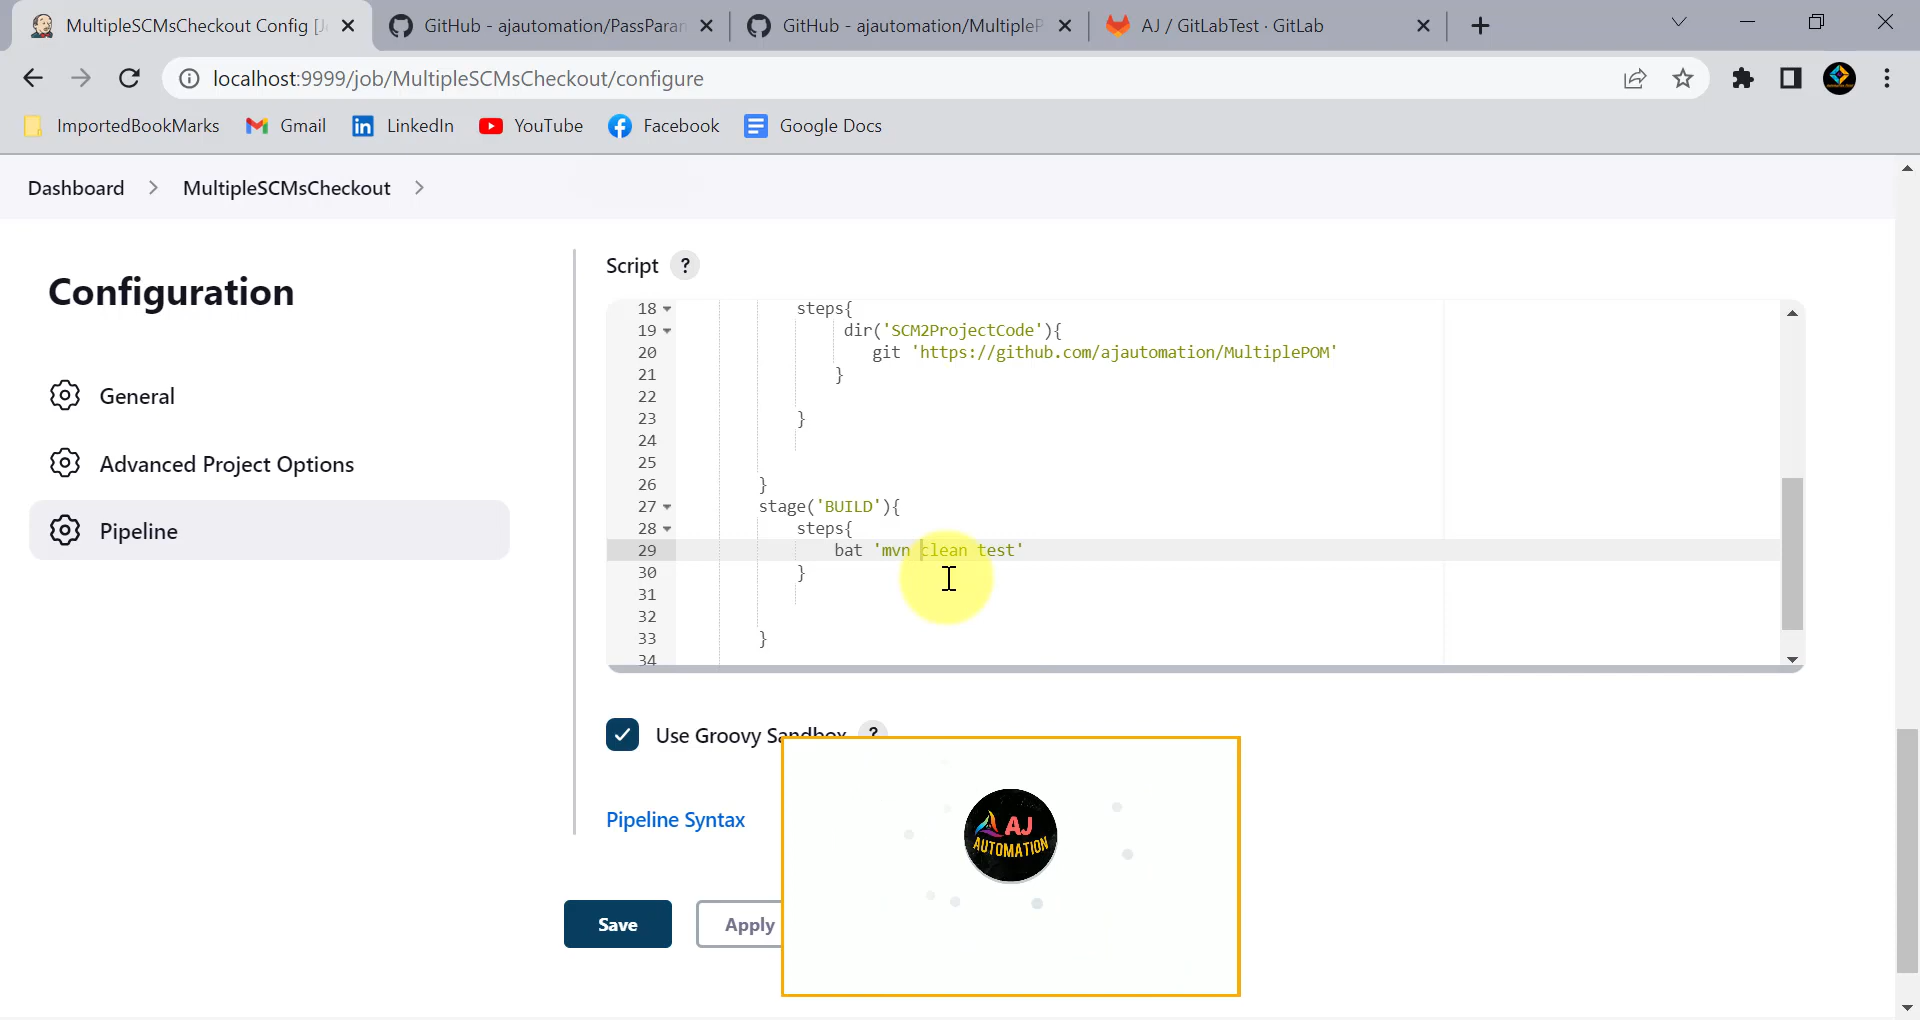 MultipleSCMsCheckout Config [J
GitHub - ajautomation/PassParan
GitHub - ajautomation/MultipleP
AJ / GitLabTest · GitLab
localhost:9999/job/MultipleSCMsCheckout/configure
ImportedBookMarks
Gmail
LinkedIn
YouTube
Facebook
Google Docs
Dashboard
MultipleSCMsCheckout
Configuration
General
Advanced Project Options
Pipeline
Script ?
18 steps{
19 dir('SCM2ProjectCode'){
20 git 'https://github.com/ajautomation/MultiplePOM'
21 }
22
23 }
24
25
26 }
27 stage('BUILD'){
28 steps{
29 bat 'mvn clean test'
30 }
31
32
33 }
34
Use Groovy Sandbox ?
Pipeline Syntax
Save
Apply
AJ
AUTOMATION